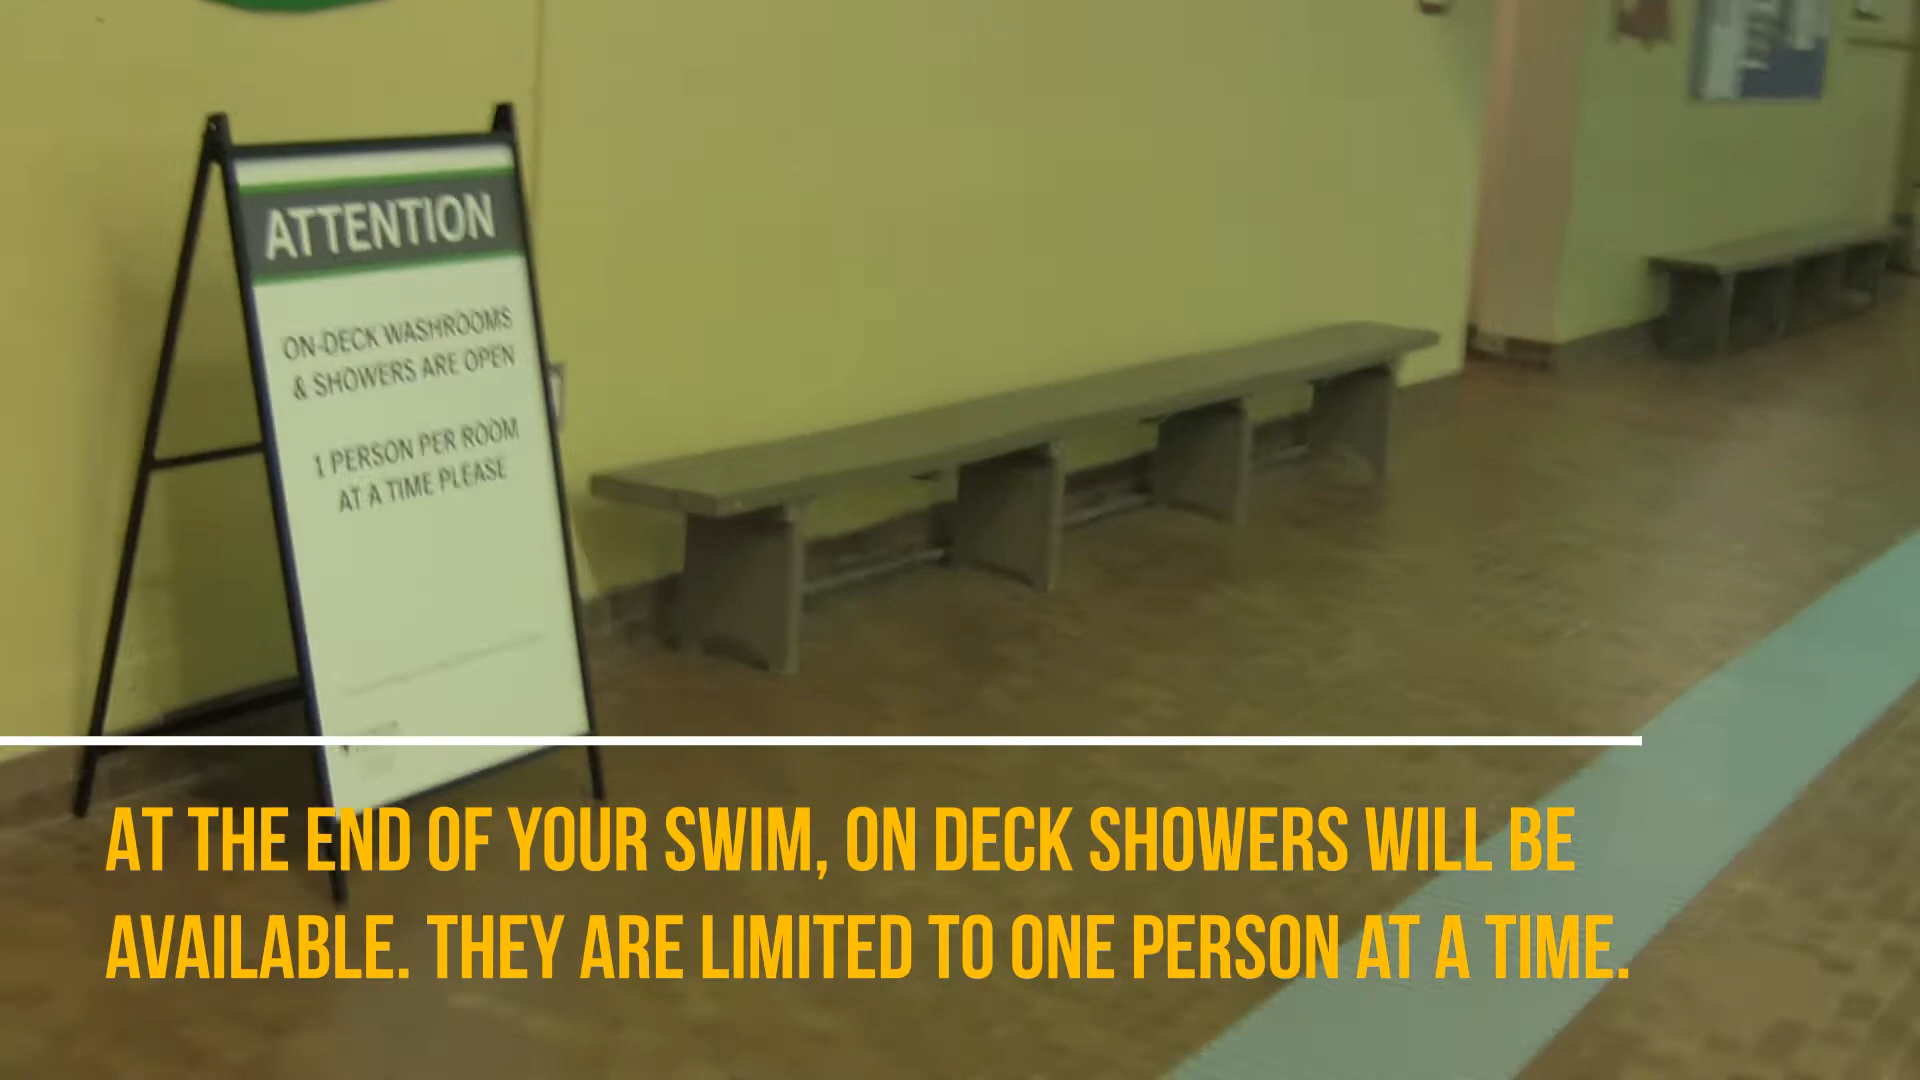 ATTENTION
ON-DECK WASHROOMS
& SHOWERS ARE OPEN
1 PERSON PER ROOM
AT A TIME PLEASE
AT THE END OF YOUR SWIM, ON DECK SHOWERS WILL BE
AVAILABLE. THEY ARE LIMITED TO ONE PERSON AT A TIME.